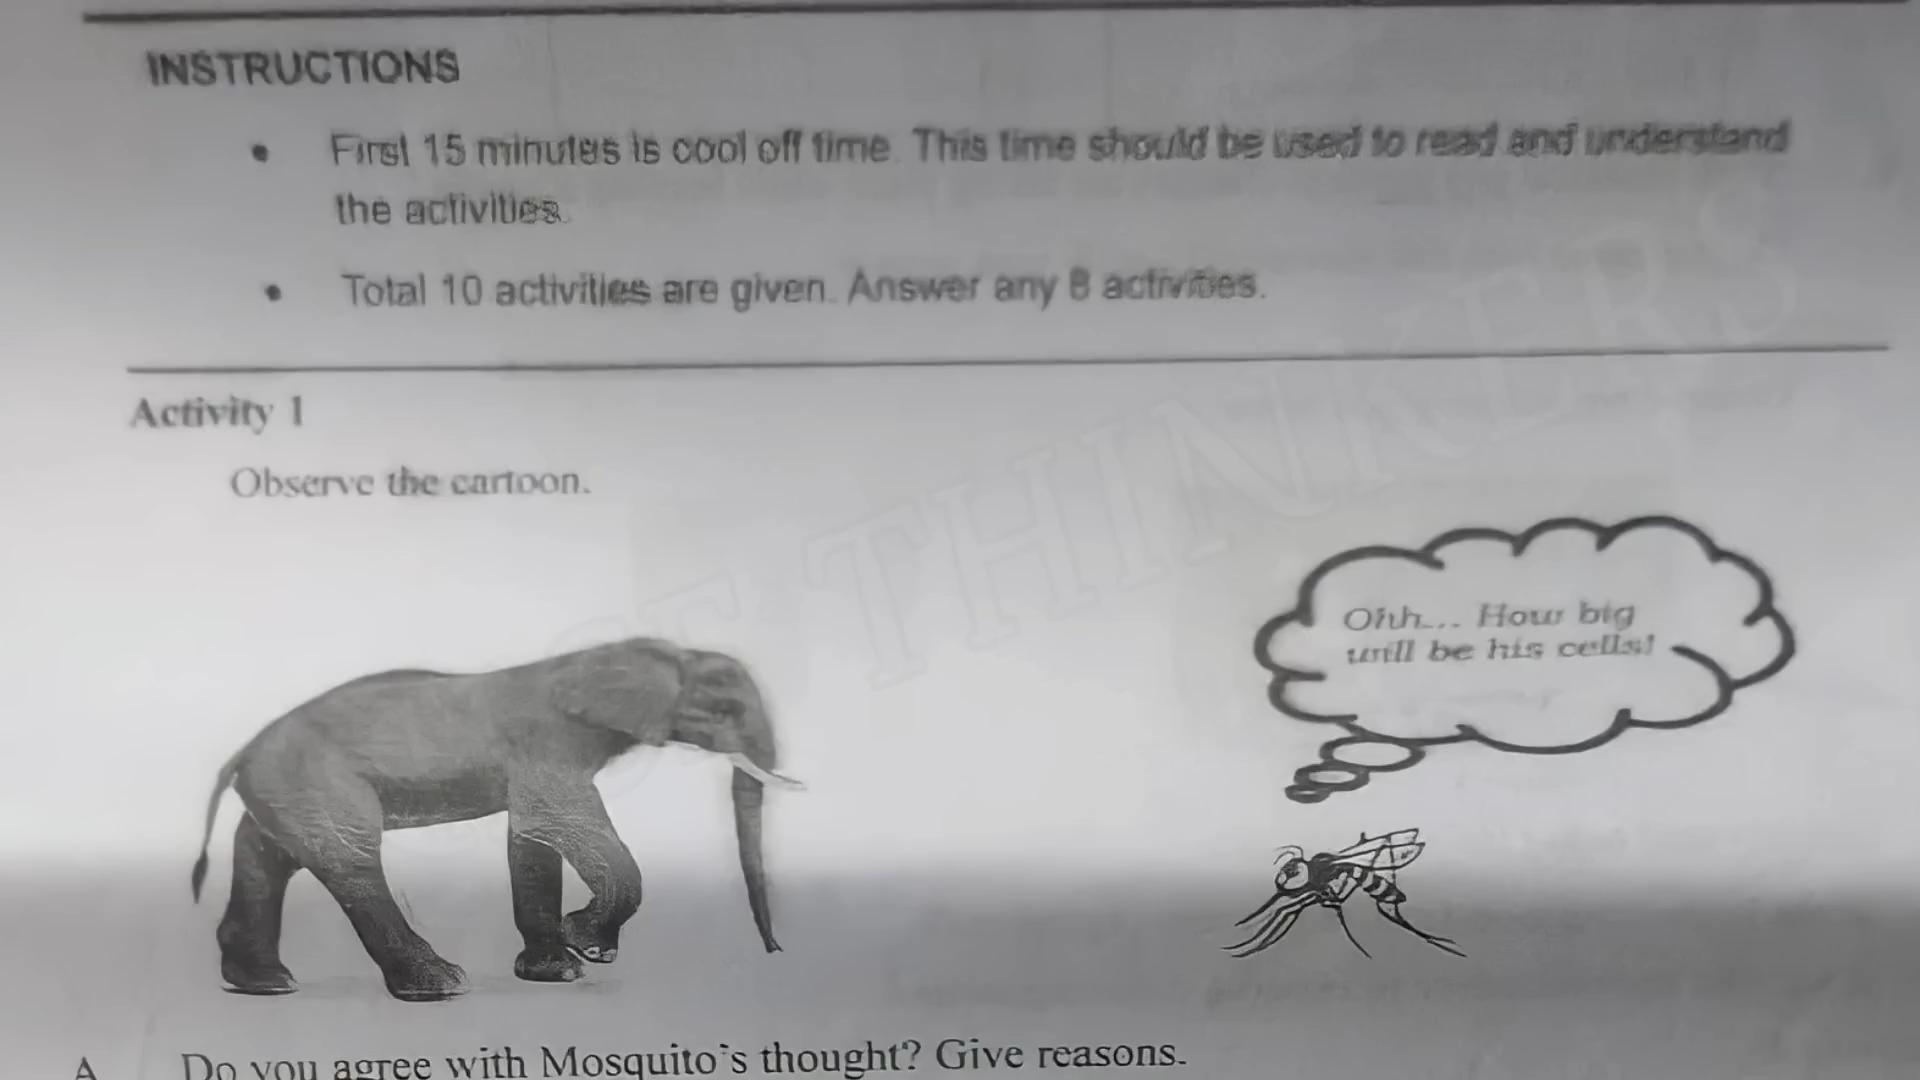 INSTRUCTIONS
• First 15 minutes is cool off time. This time should be used to read and understand
the activities.
• Total 10 activities are given. Answer any 8 activities.
Activity 1
Observe the cartoon.
Ohh... How big
will be his cells!
A Do you agree with Mosquito's thought? Give reasons.
THINKERS